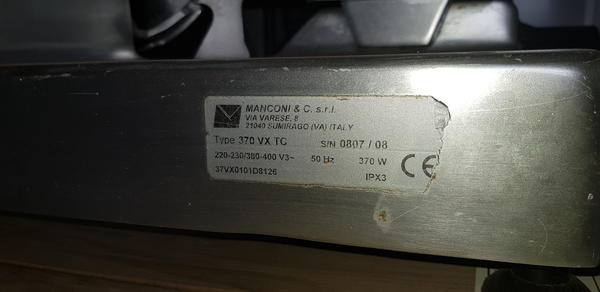 MANCONI & C. s.r.l.
VIA VARESE, 8
21040 SUMIRAGO (VA) ITALY
Type 370 VX TC S/N 0807 / 08
220-230/380-400 V3~ 50 Hz 370 W
37VX0101D8126 IPX3
CE